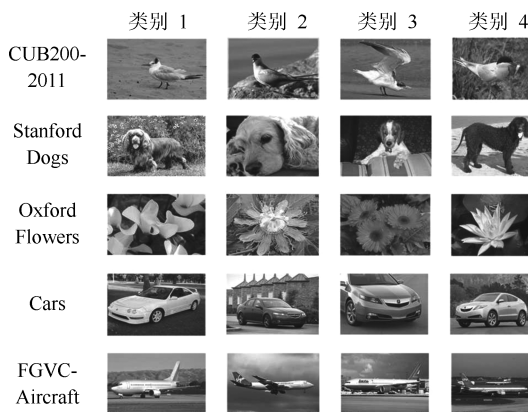 类别 1 类别 2 类别 3 类别 4
CUB200-
2011
Stanford
Dogs
Oxford
Flowers
Cars
FGVC-
Aircraft